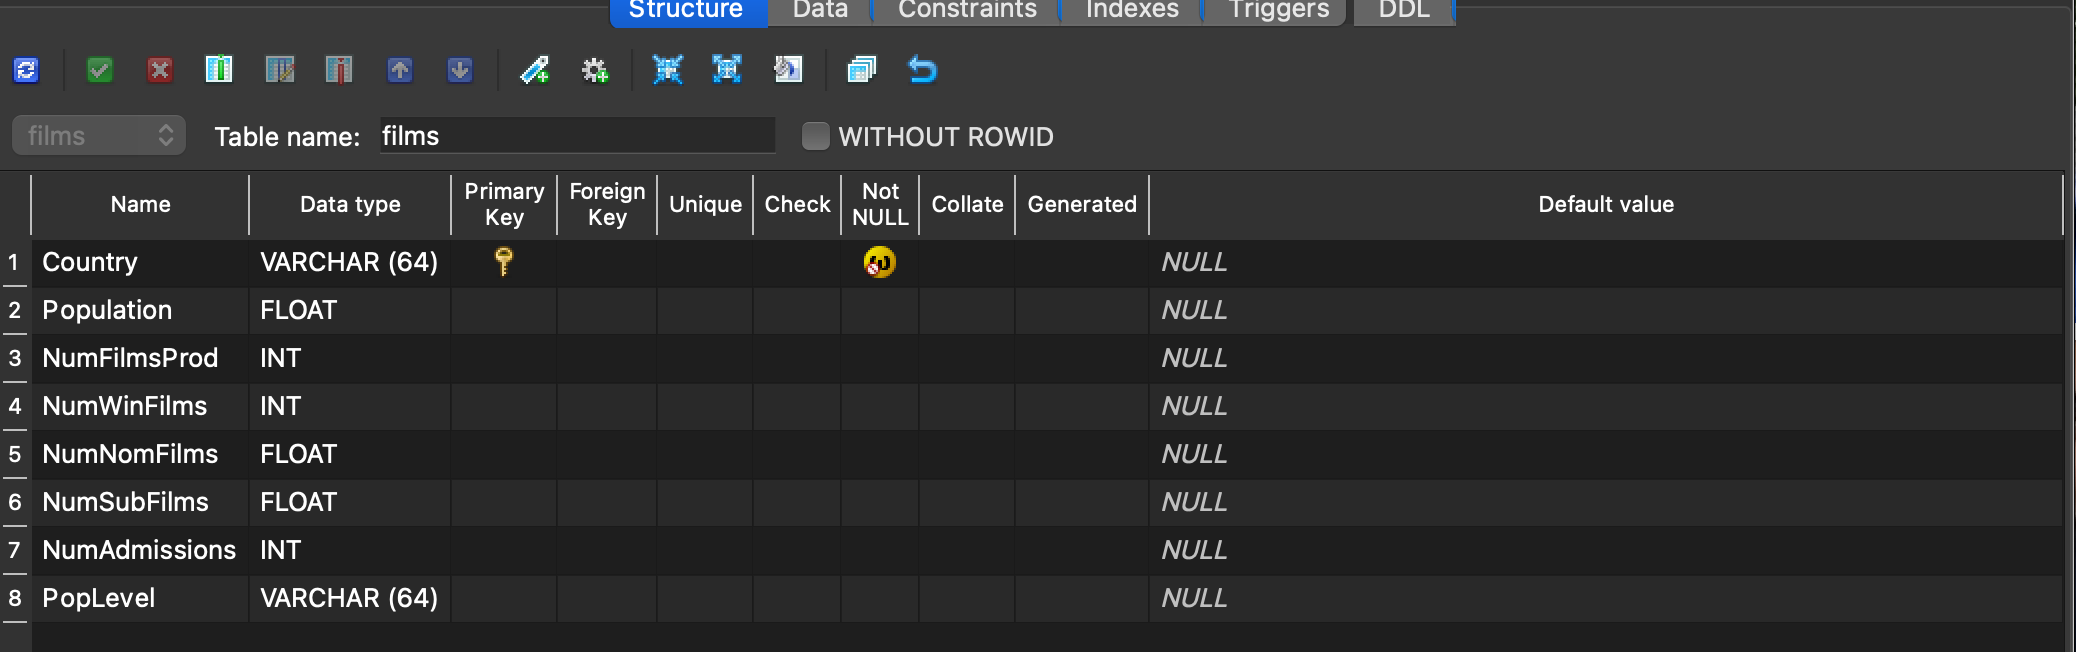 Structure Data Constraints Indexes Triggers DDL
films Table name: films WITHOUT ROWID
Name Data type Primary Key Foreign Key Unique Check Not NULL Collate Generated Default value
1 Country VARCHAR (64) NULL
2 Population FLOAT NULL
3 NumFilmsProd INT NULL
4 NumWinFilms INT NULL
5 NumNomFilms FLOAT NULL
6 NumSubFilms FLOAT NULL
7 NumAdmissions INT NULL
8 PopLevel VARCHAR (64) NULL